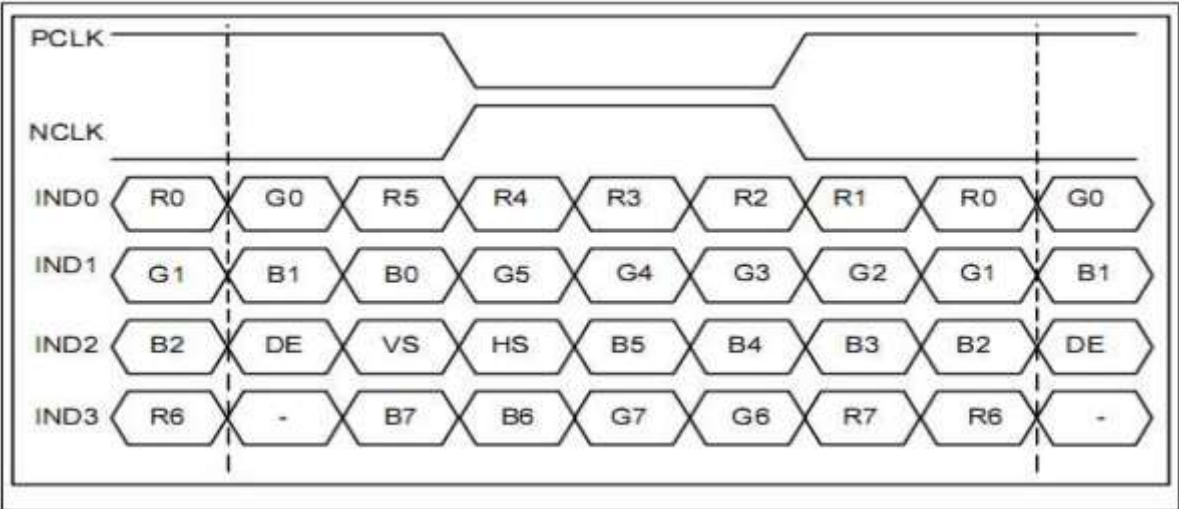 PCLK
NCLK
IND0 R0 G0 R5 R4 R3 R2 R1 R0 G0
IND1 G1 B1 B0 G5 G4 G3 G2 G1 B1
IND2 B2 DE VS HS B5 B4 B3 B2 DE
IND3 R6 - B7 B6 G7 G6 R7 R6 -